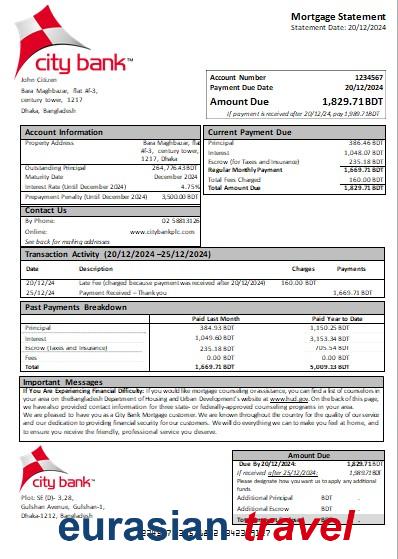 Mortgage Statement
Statement Date: 20/12/2024
city bank™
John Citizen
Bara Maghbazar, flat
#f-3,
century tower, 1217
Dhaka, Bangladesh
Account Number 1234567
Payment Due Date 20/12/2024
Amount Due 1,829.71BDT
If payment is received after 20/12/24, pay 1,989.71BDT
Account Information
Property Address Bara Maghbazar, flat
#f-3, century tower,
1217, Dhaka
Outstanding Principal 264,776.43BDT
Maturity Date December 2024
Interest Rate (Until December 2024) 4.75%
Prepayment Penalty (Until December 2024) 3,500.00 BDT
Contact Us
By Phone: 02 58813126
Online: www.citybankplc.com
See back for mailing addresses
Current Payment Due
Principal 386.46 BDT
Interest 1,048.07 BDT
Escrow (for Taxes and Insurance) 235.18 BDT
Regular Monthly Payment 1,669.71 BDT
Total Fees Charged 160.00 BDT
Total Amount Due 1,829.71 BDT
Transaction Activity (20/12/2024 –25/12/2024)
Date Description Charges Payments
20/12/24 Late Fee (charged because payment was received after 20/12/2024) 160.00 BDT
25/12/24 Payment Received – Thank you 1,669.71 BDT
Past Payments Breakdown
Paid Last Month Paid Year to Date
Principal 384.93 BDT 1,150.25 BDT
Interest 1,049.60 BDT 3,153.34 BDT
Escrow (Taxes and Insurance) 235.18 BDT 705.54 BDT
Fees 0.00 BDT 0.00 BDT
Total 1,669.71 BDT 5,009.13 BDT
Important Messages
If You Are Experiencing Financial Difficulty: If you would like mortgage counseling or assistance, you can find a list of counselors in
your area on the Bangladesh Department of Housing and Urban Development's website at www.hud.gov. On the back of this page,
we have also provided contact information for three state- or federally-approved counseling programs in your area.
We are pleased to have you as a City Bank Mortgage customer. We are known throughout the country for the quality of our service
and our dedication to providing financial security for our customers. We will do everything we can to make you feel at home, and
to ensure you receive the friendly, professional service you deserve.
city bank™
Plot: SE (D)- 3,28,
Gulshan Avenue, Gulshan-1,
Dhaka-1212, Bangladesh
Amount Due
Due By 20/12/2024: 1,829.71 BDT
If received after 25/12/2024: 1,989.71BDT
Please designate how you want us to apply any additional
funds.
Additional Principal BDT .
Additional Escrow BDT .
eurasian travel